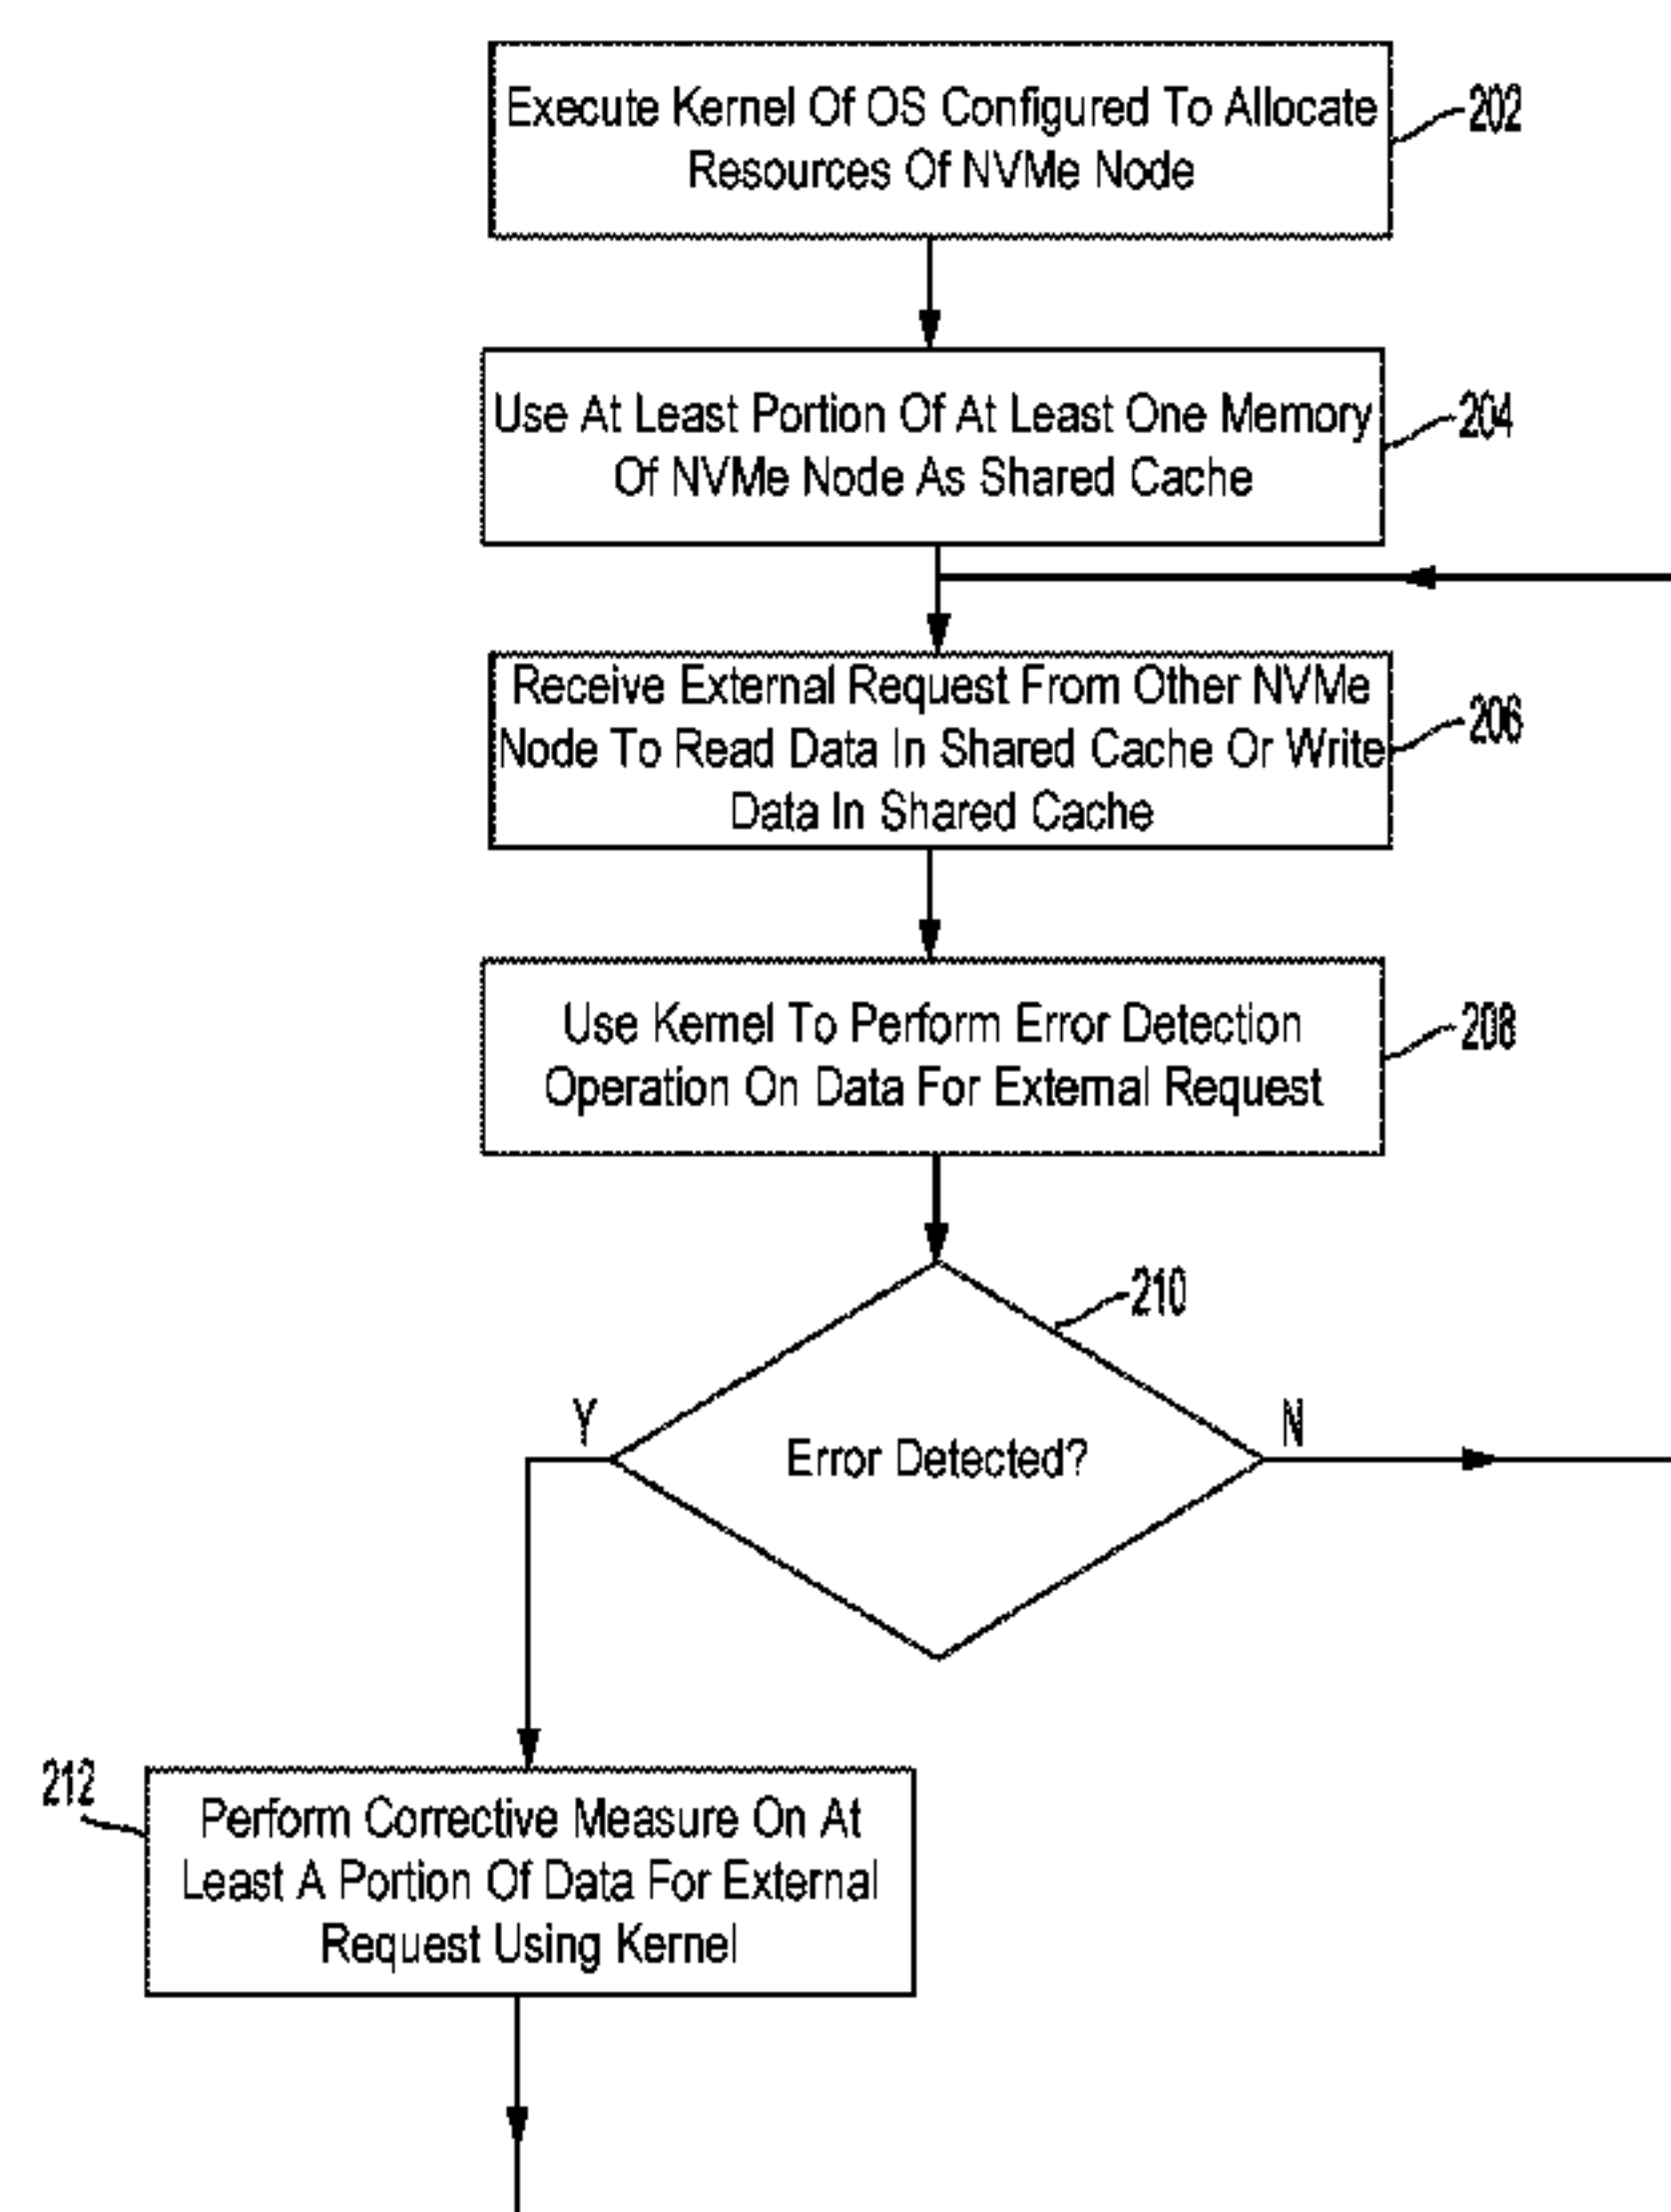 Execute Kernel Of OS Configured To Allocate
Resources Of NVMe Node
202
Use At Least Portion Of At Least One Memory
Of NVMe Node As Shared Cache
204
Receive External Request From Other NVMe
Node To Read Data In Shared Cache Or Write
Data In Shared Cache
206
Use Kernel To Perform Error Detection
Operation On Data For External Request
208
210
Y
Error Detected?
N
212
Perform Corrective Measure On At
Least A Portion Of Data For External
Request Using Kernel